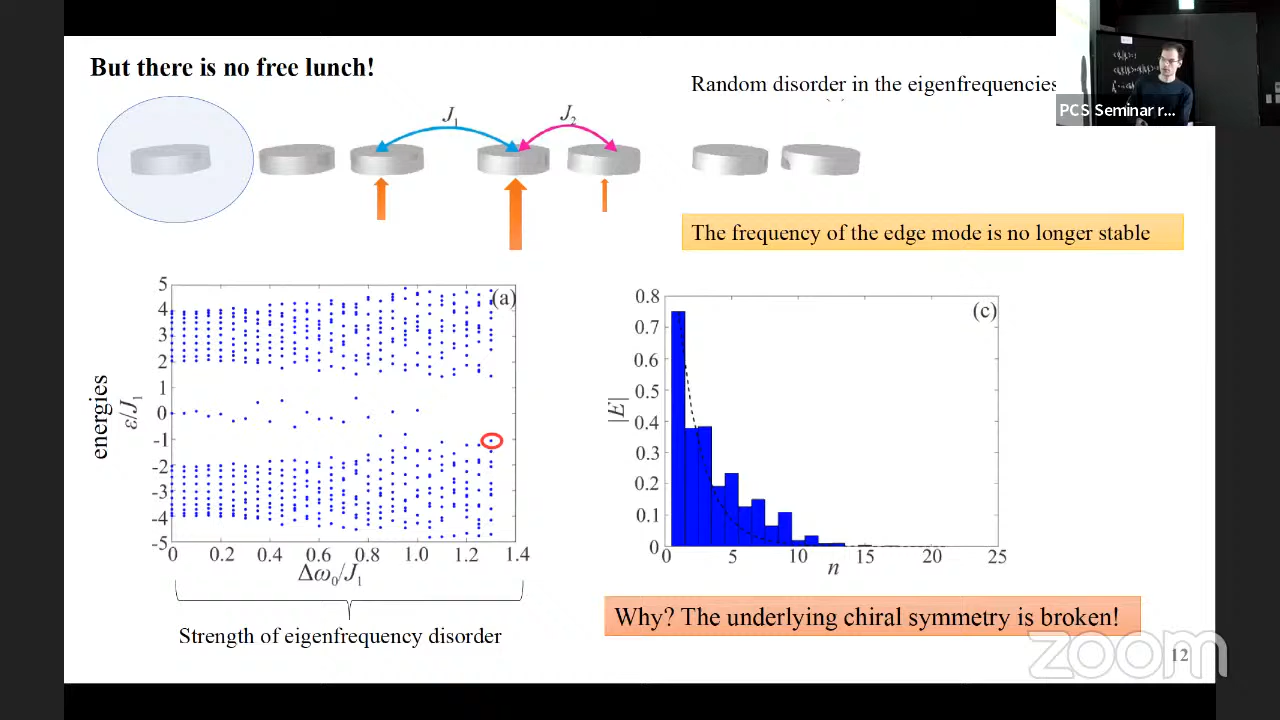 But there is no free lunch!
Random disorder in the eigenfrequencies
PCS Seminar r...
J₁
J₂
The frequency of the edge mode is no longer stable
(a)
energies
ε/J₁
5
4
3
2
1
0
-1
-2
-3
-4
-5
0 0.2 0.4 0.6 0.8 1.0 1.2 1.4
Δω₀/J₁
Strength of eigenfrequency disorder
(c)
|E|
0.8
0.7
0.6
0.5
0.4
0.3
0.2
0.1
0
0 5 10 15 20 25
n
Why? The underlying chiral symmetry is broken!
zoom
12